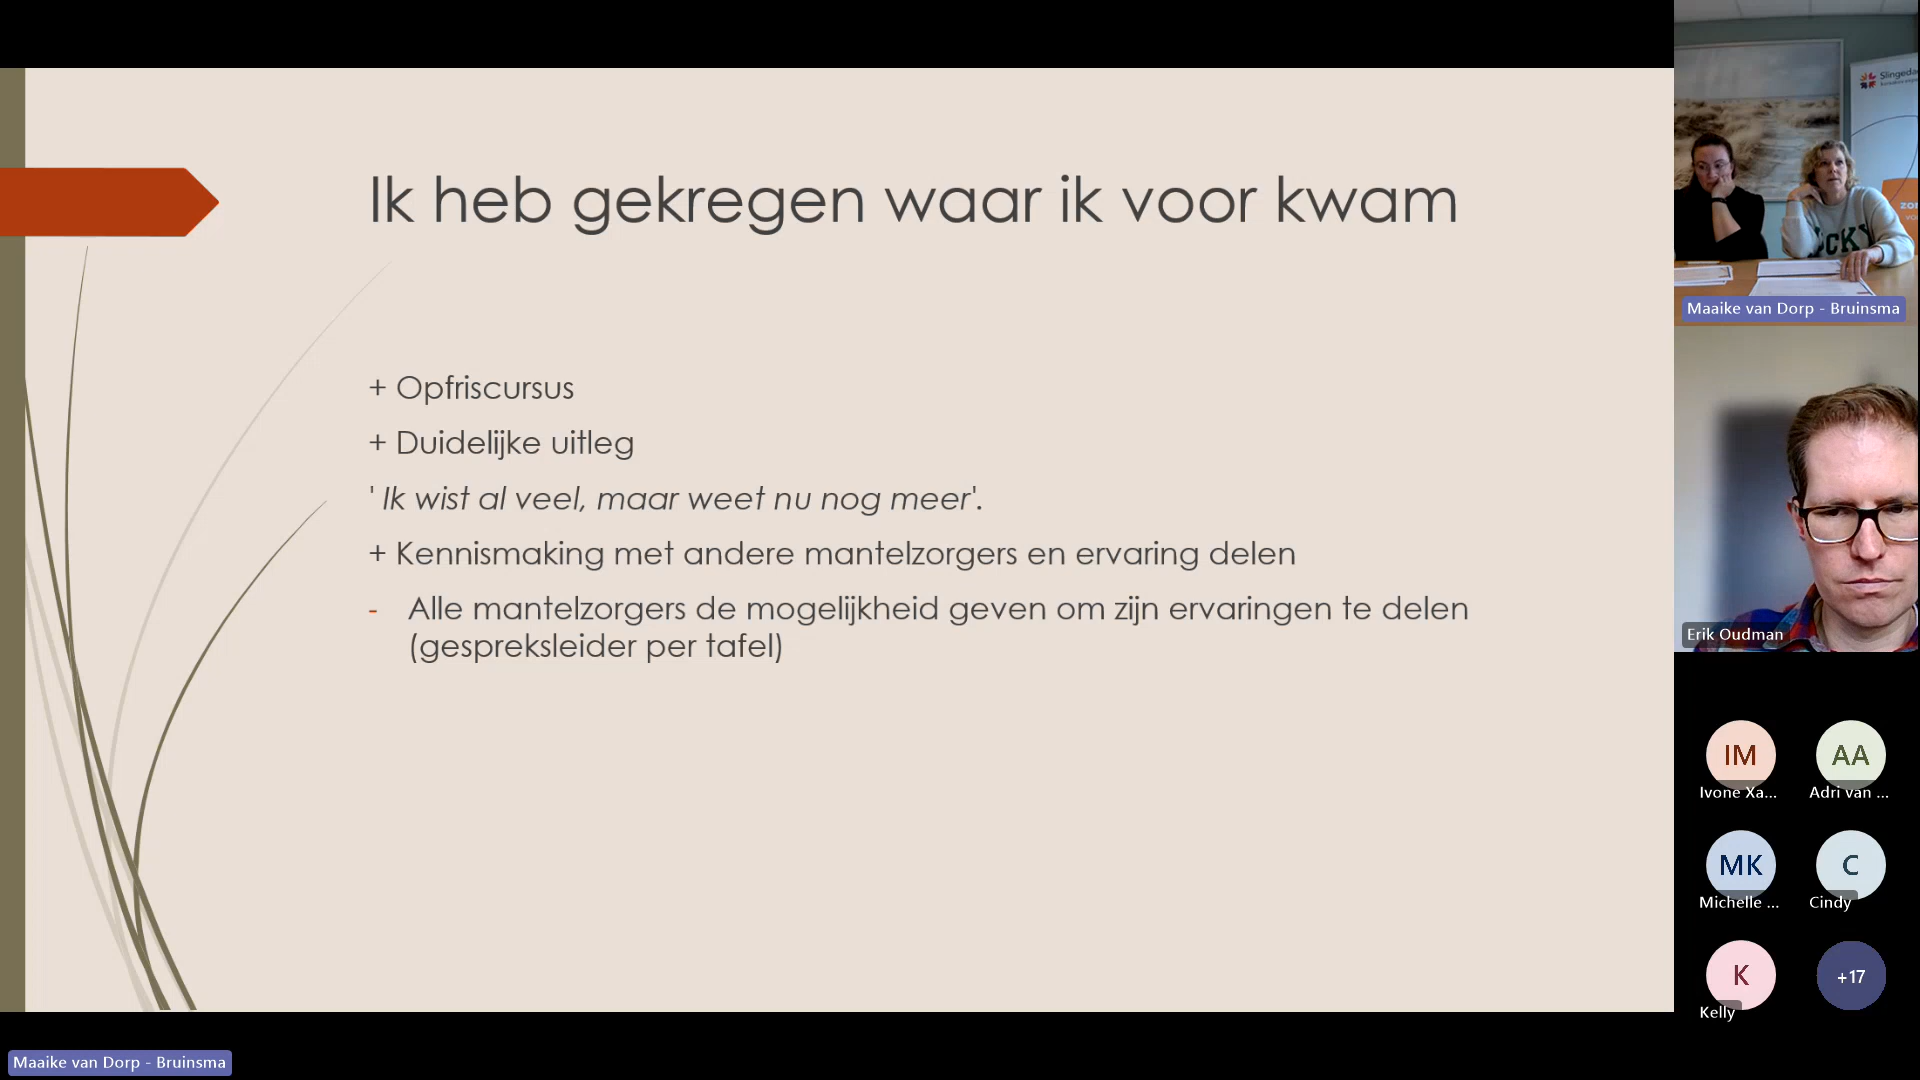 Ik heb gekregen waar ik voor kwam
+ Opfriscursus
+ Duidelijke uitleg
' Ik wist al veel, maar weet nu nog meer'.
+ Kennismaking met andere mantelzorgers en ervaring delen
- Alle mantelzorgers de mogelijkheid geven om zijn ervaringen te delen
(gespreksleider per tafel)
Maaike van Dorp - Bruinsma
Slingeda
CKY
zor
Maaike van Dorp - Bruinsma
Erik Oudman
IM
Ivone Xa...
AA
Adri van ...
MK
Michelle ...
C
Cindy
K
Kelly
+17